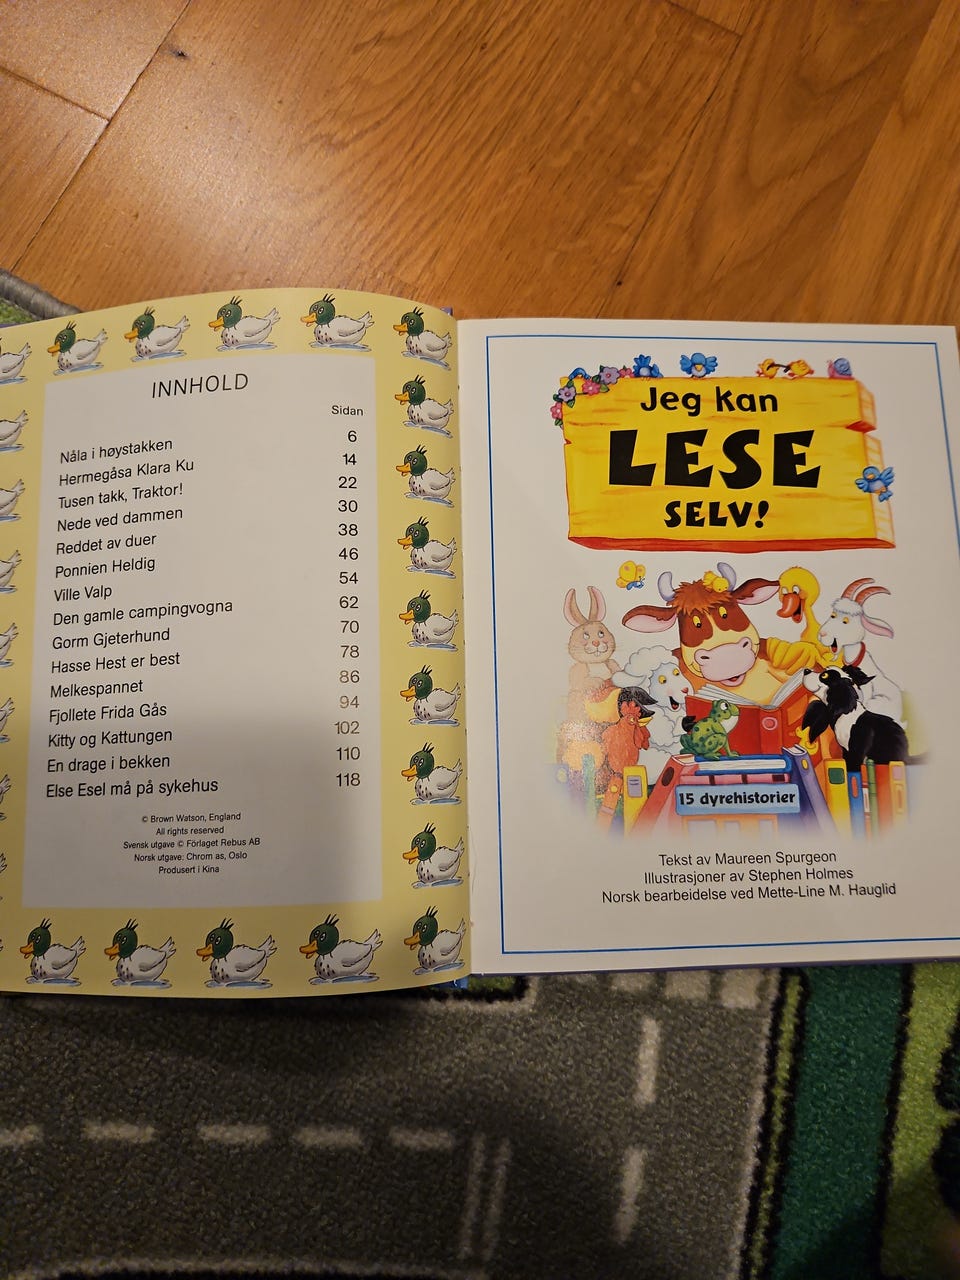 INNHOLD
Sidan
Nåla i høystakken 6
Hermegåsa Klara Ku 14
Tusen takk, Traktor! 22
Nede ved dammen 30
Reddet av duer 38
Ponnien Heldig 46
Ville Valp 54
Den gamle campingvogna 62
Gorm Gjeterhund 70
Hasse Hest er best 78
Melkespannet 86
Fjollete Frida Gås 94
Kitty og Kattungen 102
En drage i bekken 110
Else Esel må på sykehus 118
© Brown Watson, England
All rights reserved
Svensk utgave © Förlaget Rebus AB
Norsk utgave: Chrom as, Oslo
Produsert i Kina
Jeg kan
LESE
SELV!
15 dyrehistorier
Tekst av Maureen Spurgeon
Illustrasjoner av Stephen Holmes
Norsk bearbeidelse ved Mette-Line M. Hauglid